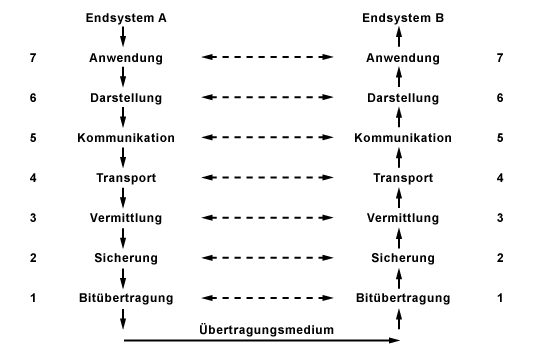 Endsystem A Endsystem B
7 Anwendung Anwendung 7
6 Darstellung Darstellung 6
5 Kommunikation Kommunikation 5
4 Transport Transport 4
3 Vermittlung Vermittlung 3
2 Sicherung Sicherung 2
1 Bitübertragung Bitübertragung 1
Übertragungsmedium